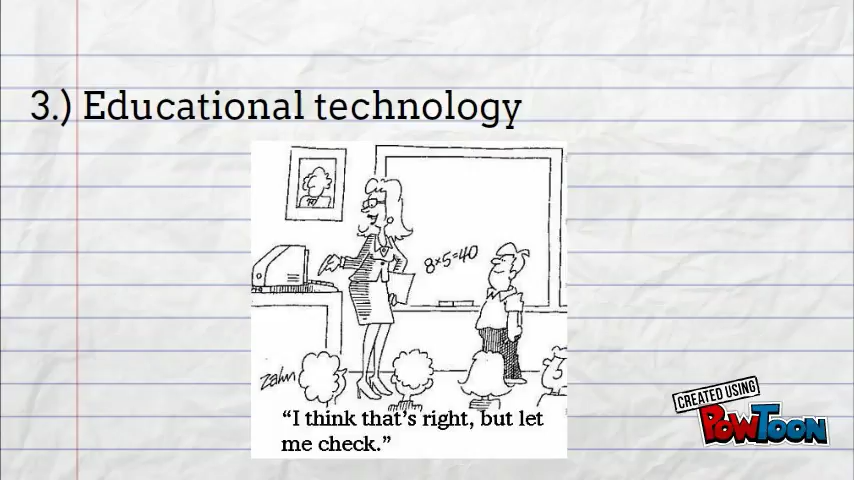 3.) Educational technology
8×5=40
zahn
“I think that’s right, but let
me check.”
CREATED USING
POWTOON